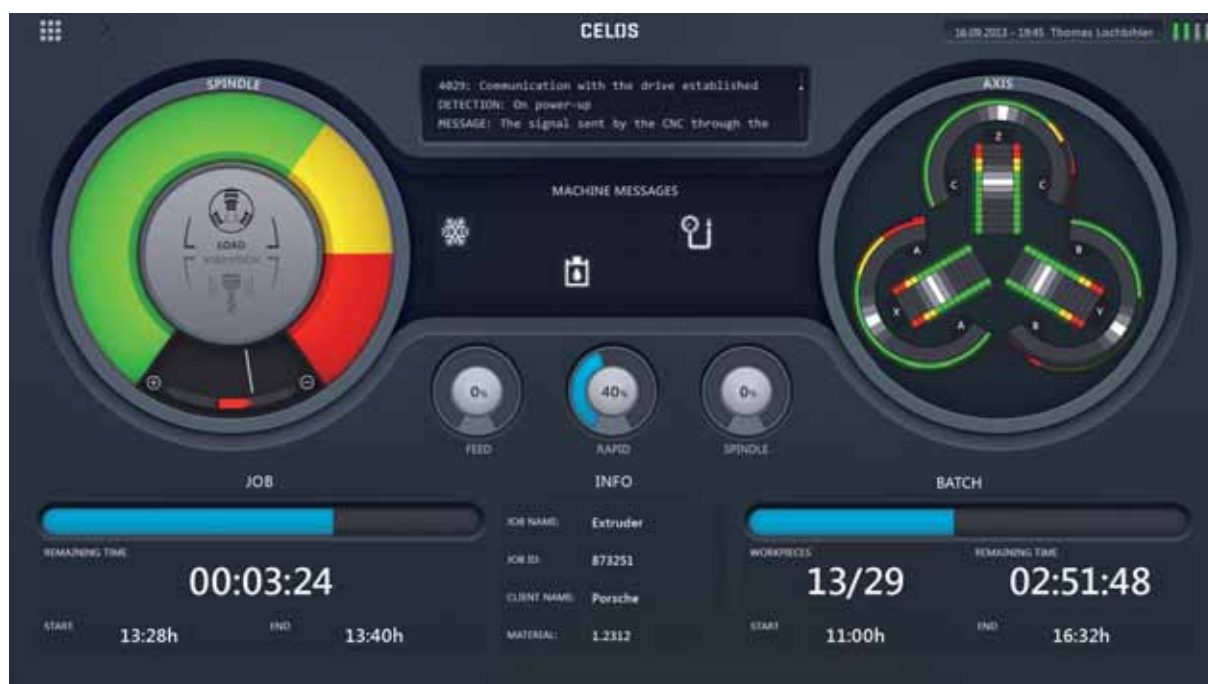 CELOS
16.09.2013 - 19:45 Thomas Lochbihler
SPINDLE
4029: Communication with the drive established
DETECTION: On power-up
MESSAGE: The signal sent by the CNC through the
AXIS
LOAD
VIBRATION
MACHINE MESSAGES
Z
C
C
A
X
A
B
Y
B
0%
FEED
40%
RAPID
0%
SPINDLE
JOB
REMAINING TIME
00:03:24
START
13:28h
END
13:40h
INFO
JOB NAME: Extruder
JOB ID: 873251
CLIENT NAME: Porsche
MATERIAL: 1.2312
BATCH
WORKPIECES
13/29
REMAINING TIME
02:51:48
START
11:00h
END
16:32h